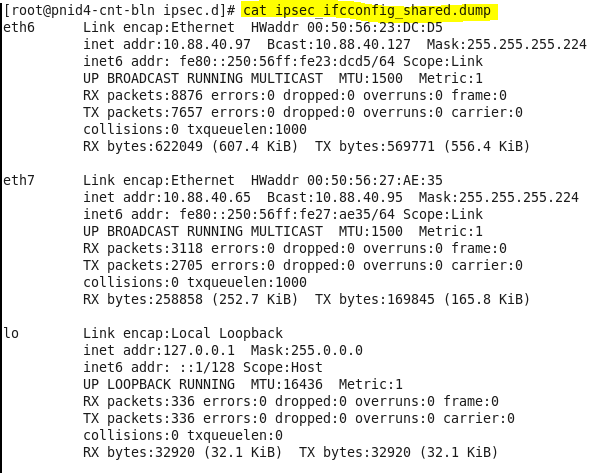 [root@pnid4-cnt-bln ipsec.d]# cat ipsec_ifcconfig_shared.dump
eth6      Link encap:Ethernet  HWaddr 00:50:56:23:DC:D5
          inet addr:10.88.40.97  Bcast:10.88.40.127  Mask:255.255.255.224
          inet6 addr: fe80::250:56ff:fe23:dcd5/64 Scope:Link
          UP BROADCAST RUNNING MULTICAST  MTU:1500  Metric:1
          RX packets:8876 errors:0 dropped:0 overruns:0 frame:0
          TX packets:7657 errors:0 dropped:0 overruns:0 carrier:0
          collisions:0 txqueuelen:1000
          RX bytes:622049 (607.4 KiB)  TX bytes:569771 (556.4 KiB)

eth7      Link encap:Ethernet  HWaddr 00:50:56:27:AE:35
          inet addr:10.88.40.65  Bcast:10.88.40.95  Mask:255.255.255.224
          inet6 addr: fe80::250:56ff:fe27:ae35/64 Scope:Link
          UP BROADCAST RUNNING MULTICAST  MTU:1500  Metric:1
          RX packets:3118 errors:0 dropped:0 overruns:0 frame:0
          TX packets:2705 errors:0 dropped:0 overruns:0 carrier:0
          collisions:0 txqueuelen:1000
          RX bytes:258858 (252.7 KiB)  TX bytes:169845 (165.8 KiB)

lo        Link encap:Local Loopback
          inet addr:127.0.0.1  Mask:255.0.0.0
          inet6 addr: ::1/128 Scope:Host
          UP LOOPBACK RUNNING  MTU:16436  Metric:1
          RX packets:336 errors:0 dropped:0 overruns:0 frame:0
          TX packets:336 errors:0 dropped:0 overruns:0 carrier:0
          collisions:0 txqueuelen:0
          RX bytes:32920 (32.1 KiB)  TX bytes:32920 (32.1 KiB)